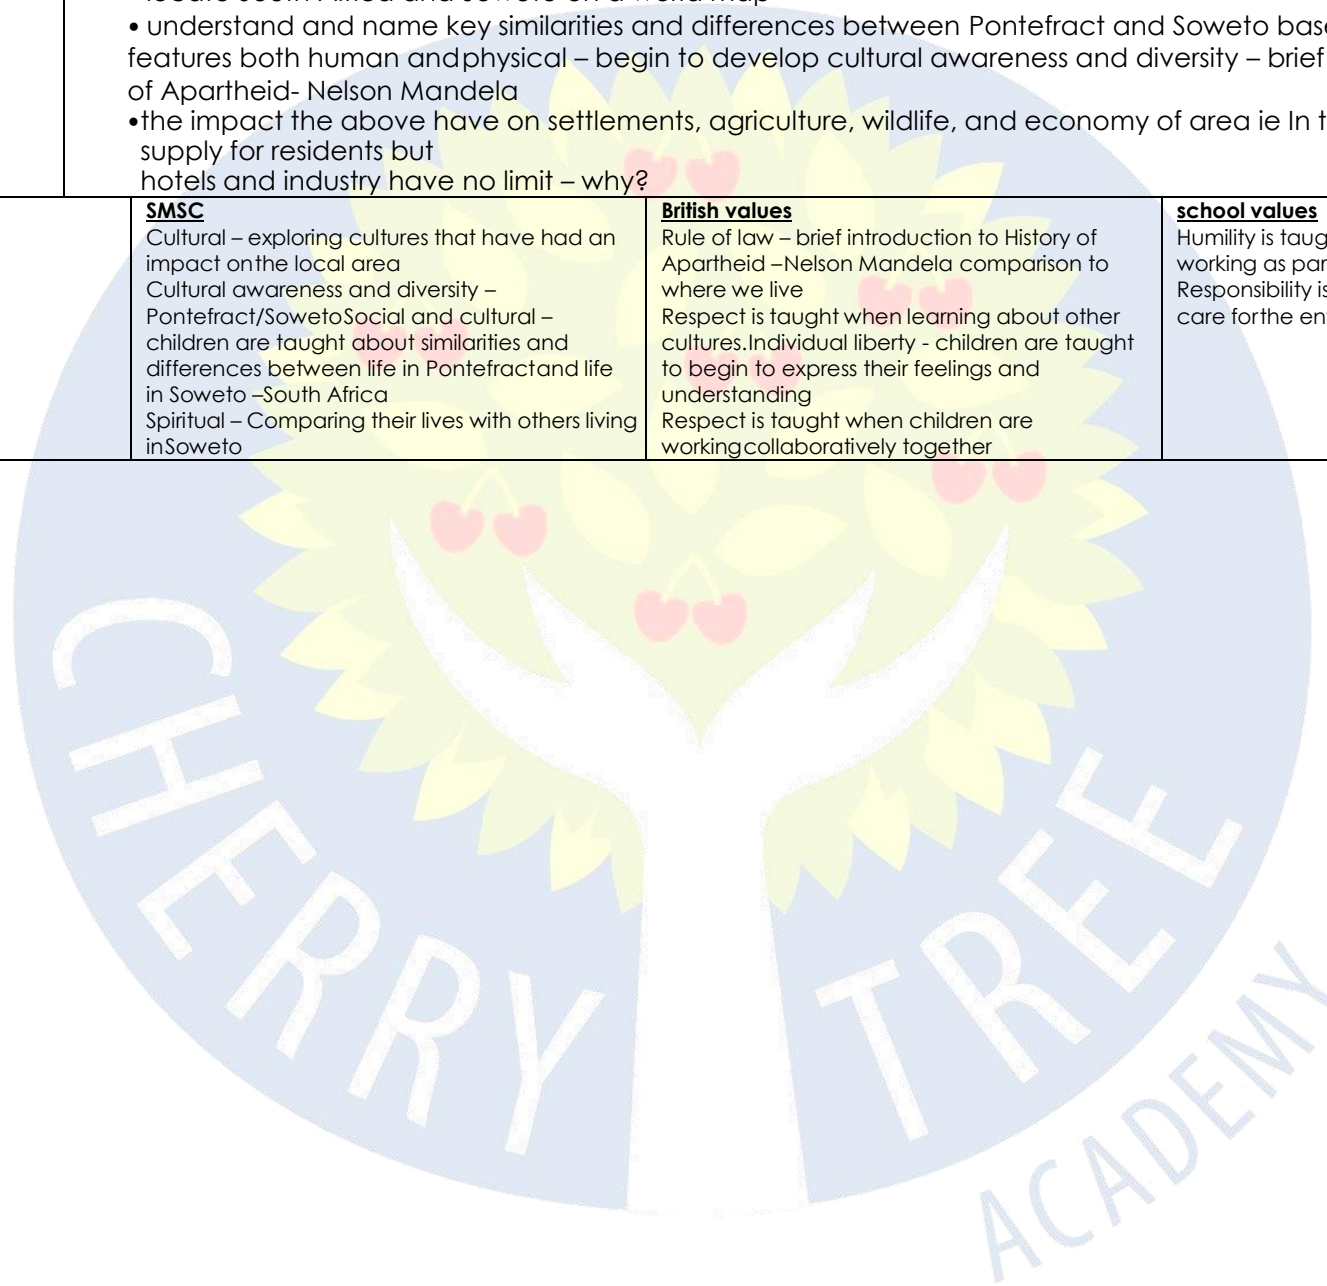 locate South Africa and Soweto on a world map
• understand and name key similarities and differences between Pontefract and Soweto
features both human andphysical – begin to develop cultural awareness and diversity – brief
of Apartheid- Nelson Mandela
•the impact the above have on settlements, agriculture, wildlife, and economy of area ie In
supply for residents but
hotels and industry have no limit – why?
SMSC
Cultural – exploring cultures that have had an
impact onthe local area
Cultural awareness and diversity –
Pontefract/SowetoSocial and cultural –
children are taught about similarities and
differences between life in Pontefractand life
in Soweto –South Africa
Spiritual – Comparing their lives with others living
inSoweto
British values
Rule of law – brief introduction to History of
Apartheid –Nelson Mandela comparison to
where we live
Respect is taught when learning about other
cultures.Individual liberty - children are taught
to begin to express their feelings and
understanding
Respect is taught when children are
workingcollaboratively together
school values
Humility is
working as
Responsibility
care forthe
CHERRY TREE
ACADEMY